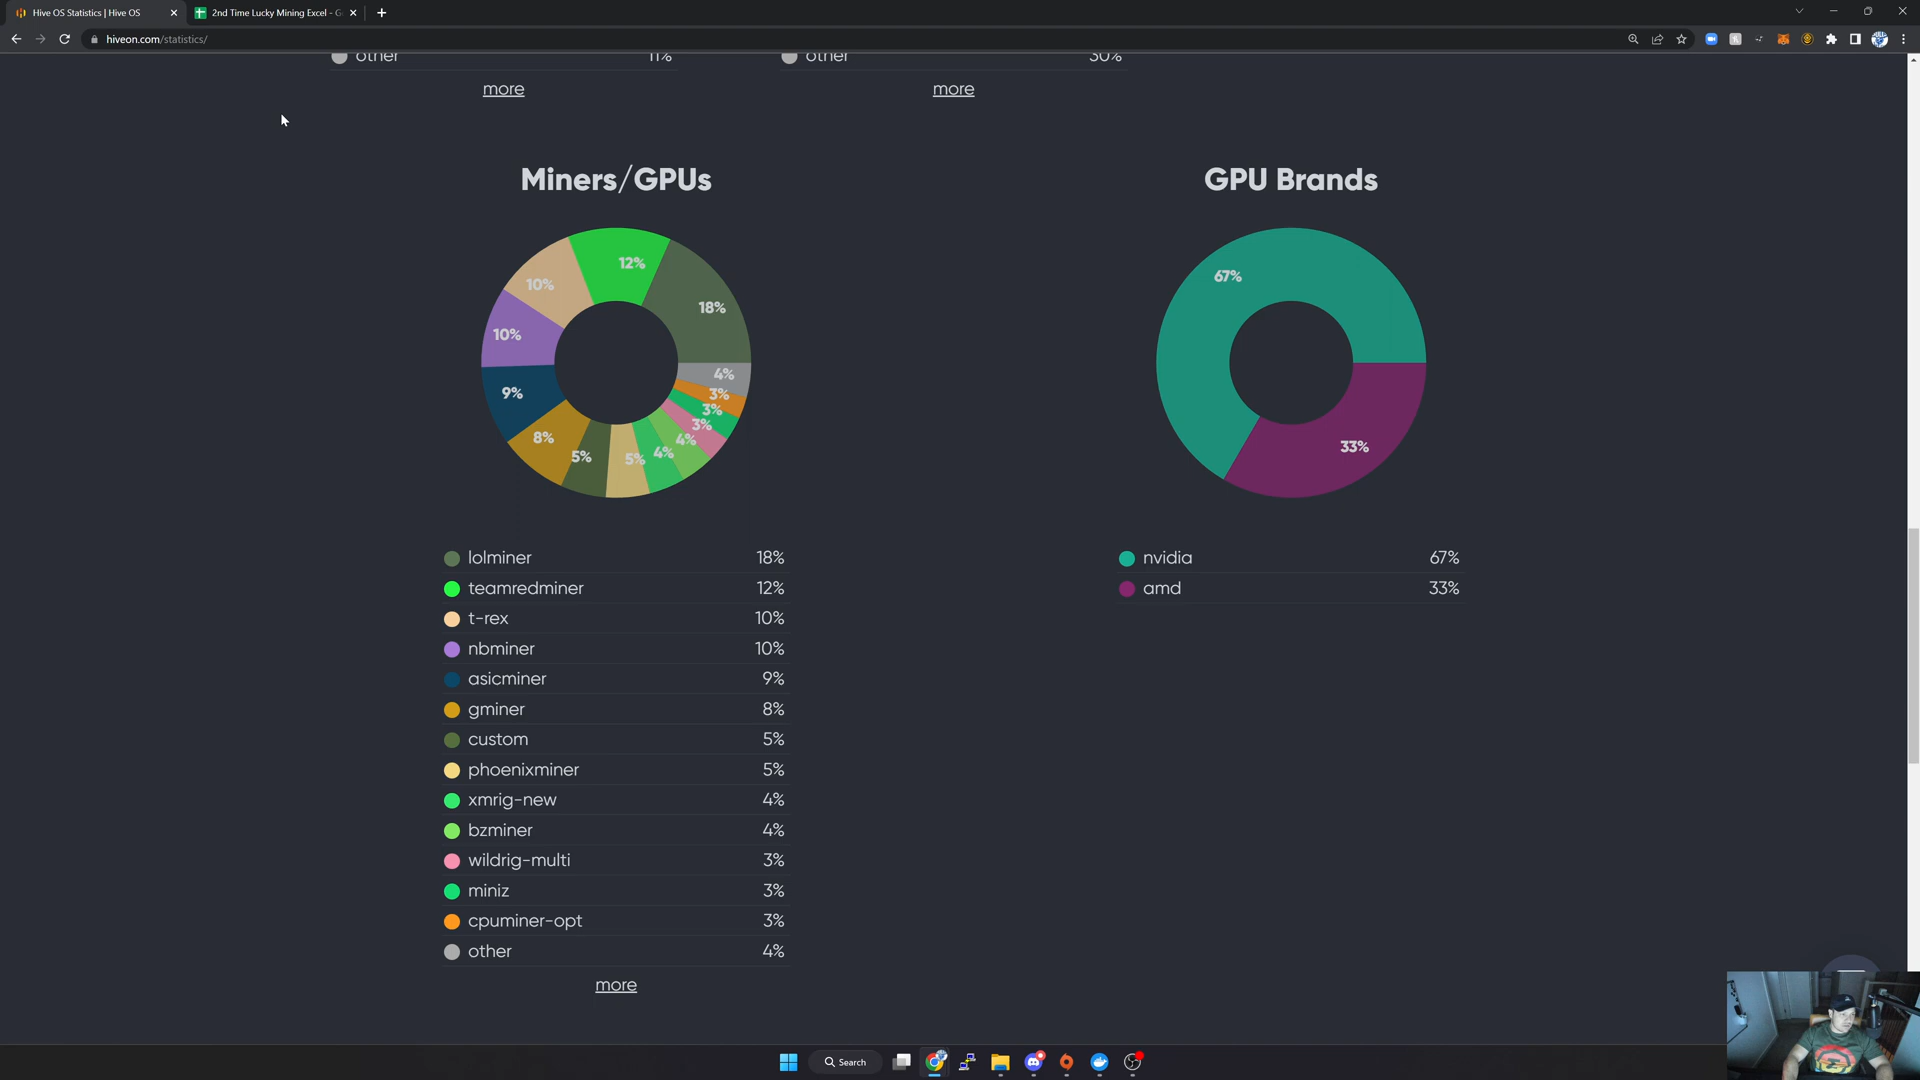 Hive OS Statistics | Hive OS
2nd Time Lucky Mining Excel - G
hiveon.com/statistics/
other 11%
other 30%
more
more
Miners/GPUs
GPU Brands
12%
10%
18%
10%
9%
8%
5%
5%
4%
4%
3%
3%
3%
4%
67%
33%
lolminer 18%
teamredminer 12%
t-rex 10%
nbminer 10%
asicminer 9%
gminer 8%
custom 5%
phoenixminer 5%
xmrig-new 4%
bzminer 4%
wildrig-multi 3%
miniz 3%
cpuminer-opt 3%
other 4%
more
nvidia 67%
amd 33%
Search